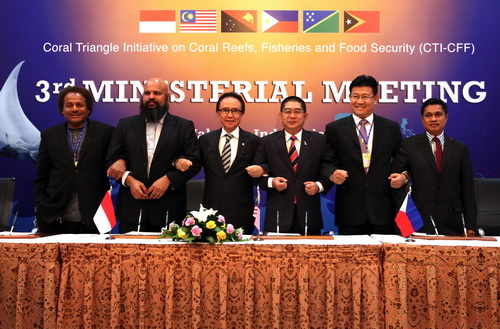 Coral Triangle Initiative on Coral Reefs, Fisheries and Food Security (CTI-CFF)
3rd MINISTERIAL MEETING